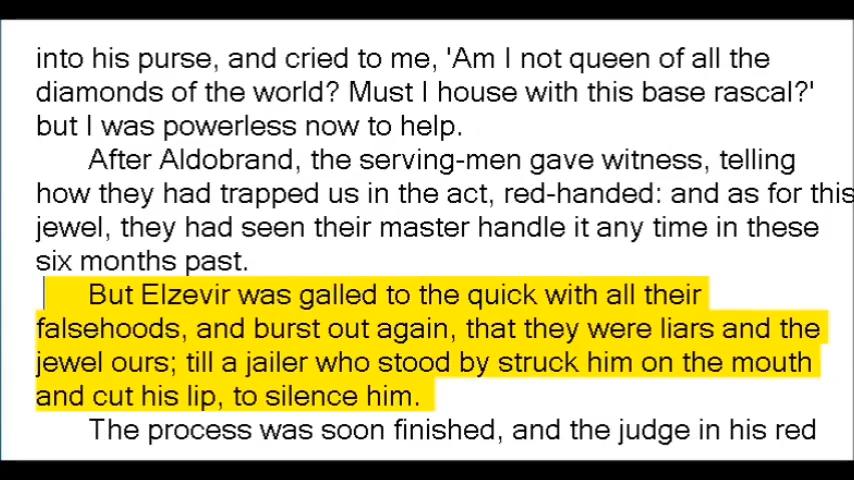 into his purse, and cried to me, 'Am I not queen of all the
diamonds of the world? Must I house with this base rascal?'
but I was powerless now to help.
After Aldobrand, the serving-men gave witness, telling
how they had trapped us in the act, red-handed: and as for this
jewel, they had seen their master handle it any time in these
six months past.
But Elzevir was galled to the quick with all their
falsehoods, and burst out again, that they were liars and the
jewel ours; till a jailer who stood by struck him on the mouth
and cut his lip, to silence him.
The process was soon finished, and the judge in his red